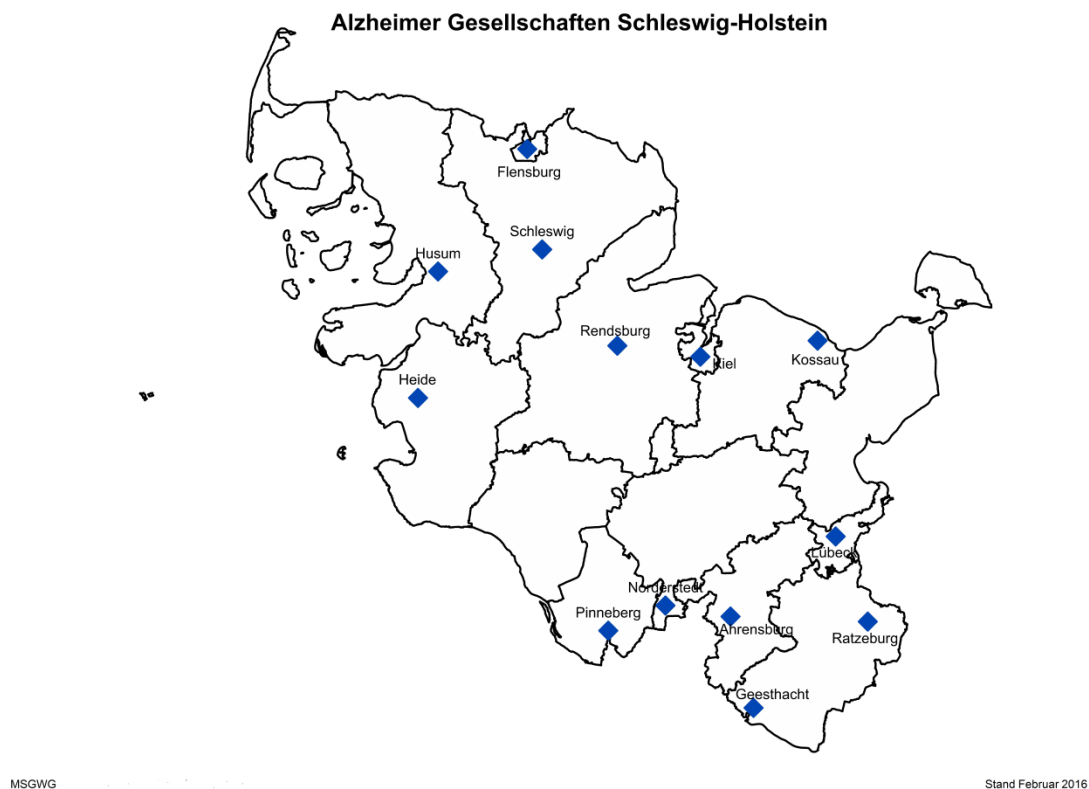 Alzheimer Gesellschaften Schleswig-Holstein
Flensburg
Schleswig
Husum
Rendsburg
Kossau
Kiel
Heide
Lübeck
Norderstedt
Pinneberg
Ahrensburg
Ratzeburg
Geesthacht
MSGWG
Stand Februar 2016